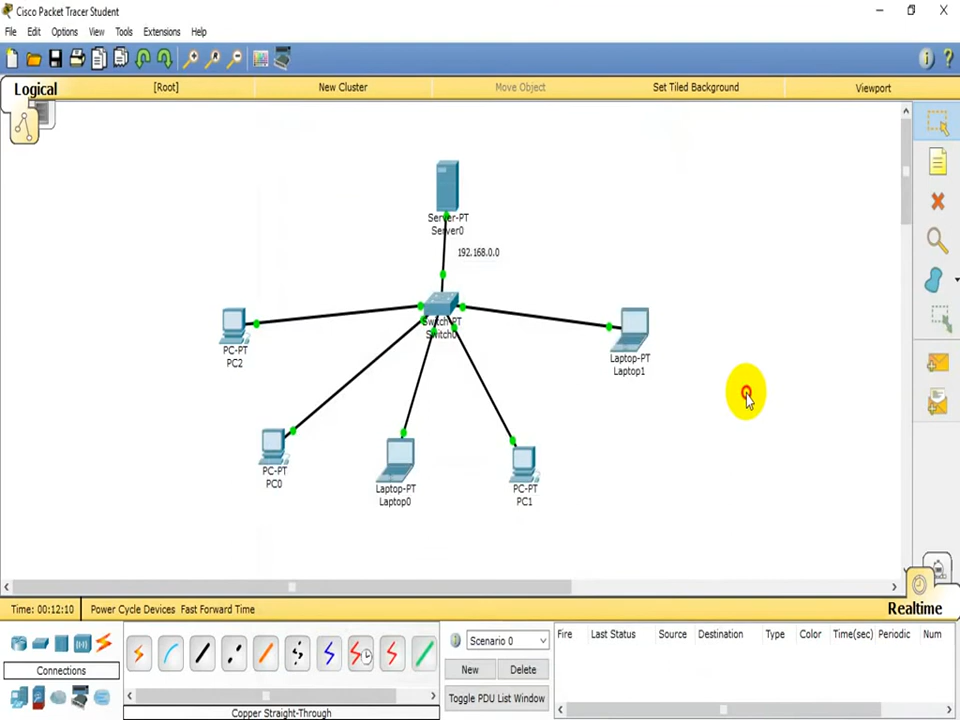 Cisco Packet Tracer Student
File Edit Options View Tools Extensions Help
Logical [Root] New Cluster Move Object Set Tiled Background Viewport
Server-PT
Server0
192.168.0.0
Switch-PT
Switch0
PC-PT
PC2
Laptop-PT
Laptop1
PC-PT
PC0
Laptop-PT
Laptop0
PC-PT
PC1
Time: 00:12:10 Power Cycle Devices Fast Forward Time Realtime
Scenario 0 Fire Last Status Source Destination Type Color Time(sec) Periodic Num
Connections New Delete
Toggle PDU List Window
Copper Straight-Through